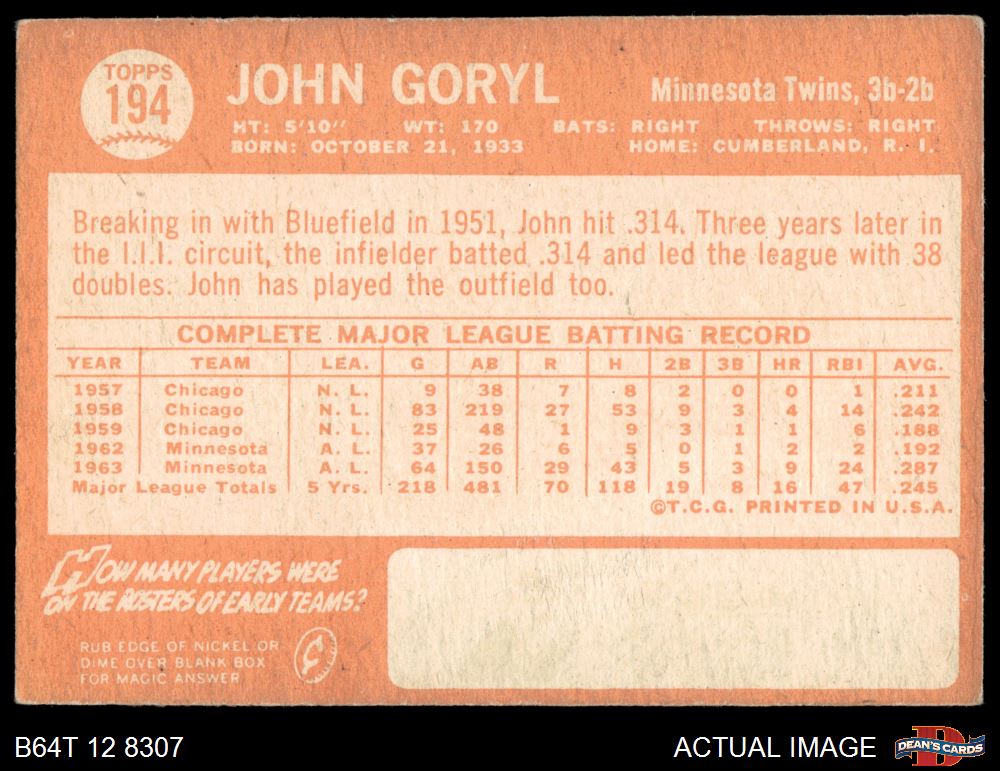 TOPPS
194
JOHN GORYL
Minnesota Twins, 3b-2b
HT: 5'10" WT: 170 BATS: RIGHT THROWS: RIGHT
BORN: OCTOBER 21, 1933 HOME: CUMBERLAND, R. I.
Breaking in with Bluefield in 1951, John hit .314. Three years later in
the I.I.I. circuit, the infielder batted .314 and led the league with 38
doubles. John has played the outfield too.
COMPLETE MAJOR LEAGUE BATTING RECORD
YEAR TEAM LEA. G AB R H 2B 3B HR RBI AVG.
1957 Chicago N. L. 9 38 7 8 2 0 0 1 .211
1958 Chicago N. L. 83 219 27 53 9 3 4 14 .242
1959 Chicago N. L. 25 48 1 9 3 1 1 6 .188
1962 Minnesota A. L. 37 26 6 5 0 1 2 2 .192
1963 Minnesota A. L. 64 150 29 43 5 3 9 24 .287
Major League Totals 5 Yrs. 218 481 70 118 19 8 16 47 .245
©T.C.G. PRINTED IN U.S.A.
HOW MANY PLAYERS WERE
ON THE ROSTERS OF EARLY TEAMS?
RUB EDGE OF NICKEL OR
DIME OVER BLANK BOX
FOR MAGIC ANSWER
¢
B64T 12 8307
ACTUAL IMAGE
D
DEAN'S CARDS